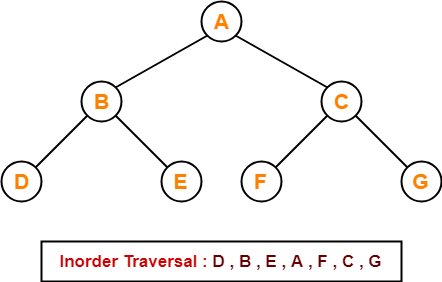 A
B C
D E F G
Inorder Traversal : D , B , E , A , F , C , G